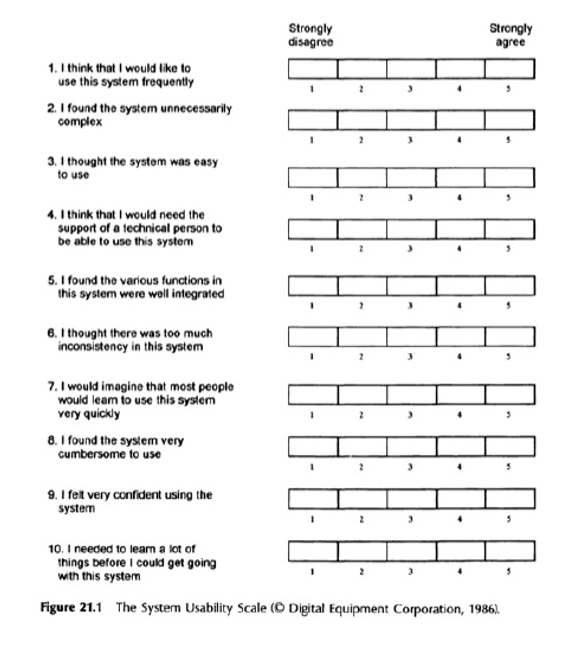 Strongly disagree Strongly agree
1. I think that I would like to
use this system frequently
1 2 3 4 5
2. I found the system unnecessarily
complex
1 2 3 4 5
3. I thought the system was easy
to use
1 2 3 4 5
4. I think that I would need the
support of a technical person to
be able to use this system
1 2 3 4 5
5. I found the various functions in
this system were well integrated
1 2 3 4 5
6. I thought there was too much
inconsistency in this system
1 2 3 4 5
7. I would imagine that most people
would learn to use this system
very quickly
1 2 3 4 5
8. I found the system very
cumbersome to use
1 2 3 4 5
9. I felt very confident using the
system
1 2 3 4 5
10. I needed to learn a lot of
things before I could get going
with this system
1 2 3 4 5
Figure 21.1 The System Usability Scale (© Digital Equipment Corporation, 1986).